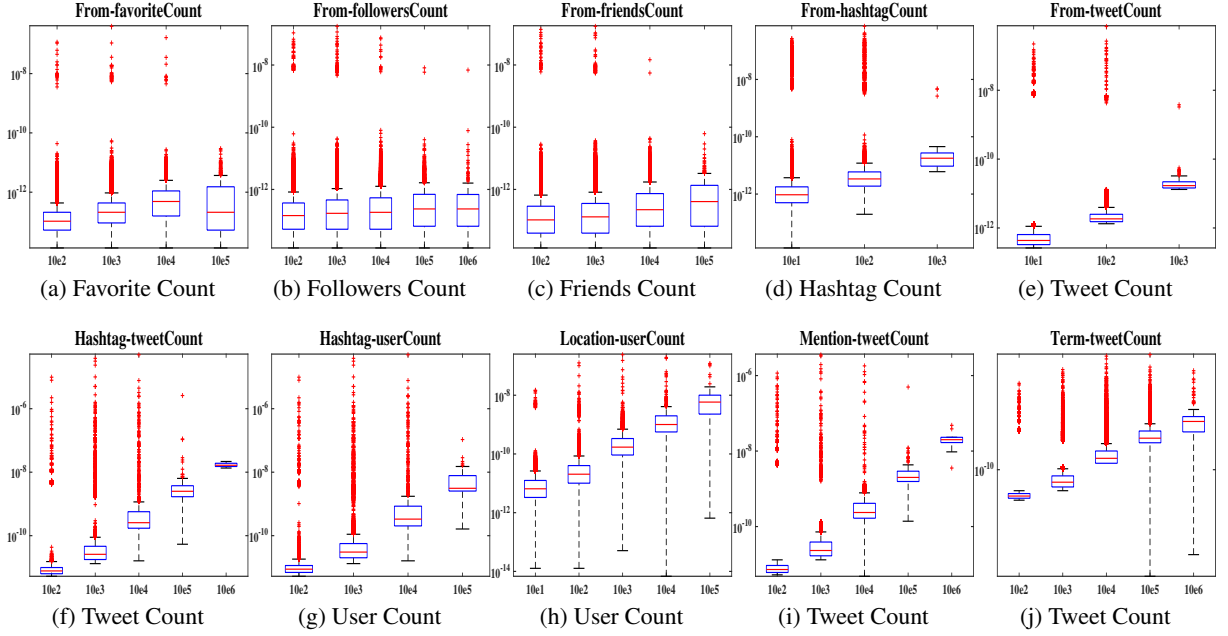 From-favoriteCount From-followersCount From-friendsCount From-hashtagCount From-tweetCount
10^-8 10^-8 10^-8 10^-8 10^-8
10^-10 10^-10 10^-10 10^-10 10^-10
10^-12 10^-12 10^-12 10^-12 10^-12
10e2 10e3 10e4 10e5 10e2 10e3 10e4 10e5 10e6 10e2 10e3 10e4 10e5 10e1 10e2 10e3 10e1 10e2 10e3
(a) Favorite Count (b) Followers Count (c) Friends Count (d) Hashtag Count (e) Tweet Count
Hashtag-tweetCount Hashtag-userCount Location-userCount Mention-tweetCount Term-tweetCount
10^-6 10^-6 10^-8 10^-6 10^-10
10^-8 10^-8 10^-10 10^-8
10^-10 10^-10 10^-12 10^-10
10^-14
10e2 10e3 10e4 10e5 10e6 10e2 10e3 10e4 10e5 10e1 10e2 10e3 10e4 10e5 10e2 10e3 10e4 10e5 10e6 10e2 10e3 10e4 10e5 10e6
(f) Tweet Count (g) User Count (h) User Count (i) Tweet Count (j) Tweet Count